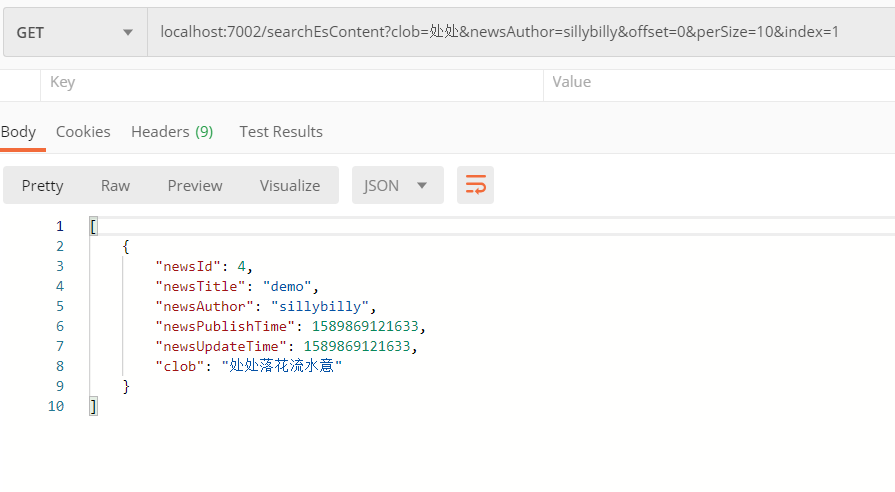 GET localhost:7002/searchEsContent?clob=处处&newsAuthor=sillybilly&offset=0&perSize=10&index=1
Key Value
Body Cookies Headers (9) Test Results
Pretty Raw Preview Visualize JSON
1 [
2 {
3 "newsId": 4,
4 "newsTitle": "demo",
5 "newsAuthor": "sillybilly",
6 "newsPublishTime": 1589869121633,
7 "newsUpdateTime": 1589869121633,
8 "clob": "处处落花流水意"
9 }
10 ]